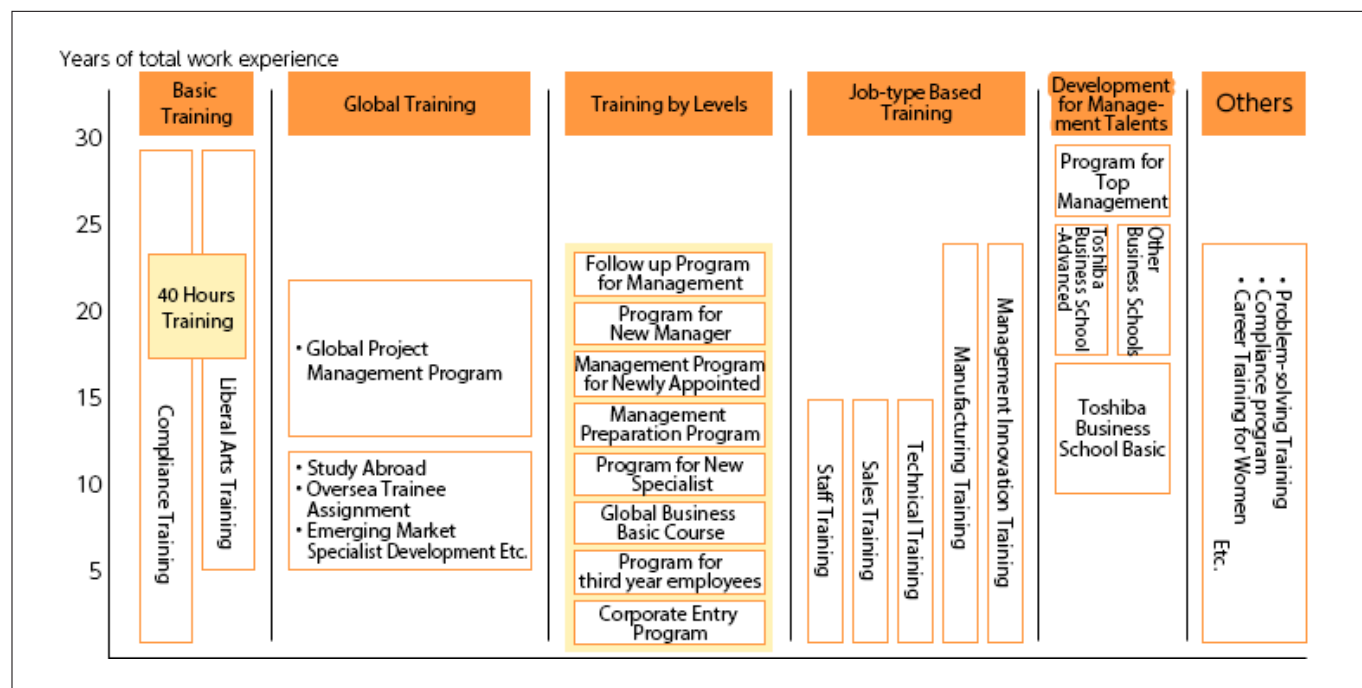 Years of total work experience
Basic
Training
Global Training
Training by Levels
Job-type Based
Training
Development
for Manage-
ment Talents
Others
30
25
20
15
10
5
40 Hours
Training
Compliance Training
Liberal Arts Training
• Global Project
Management Program
• Study Abroad
• Oversea Trainee
Assignment
• Emerging Market
Specialist Development Etc.
Follow up Program
for Management
Program for
New Manager
Management Program
for Newly Appointed
Management
Preparation Program
Program for New
Specialist
Global Business
Basic Course
Program for
third year employees
Corporate Entry
Program
Staff Training
Sales Training
Technical Training
Manufacturing Training
Management Innovation Training
Program for
Top
Management
Toshiba
Business School
-Advanced
Other
Business Schools
Toshiba
Business
School Basic
• Problem-solving Training
• Compliance program
• Career Training for Women
Etc.